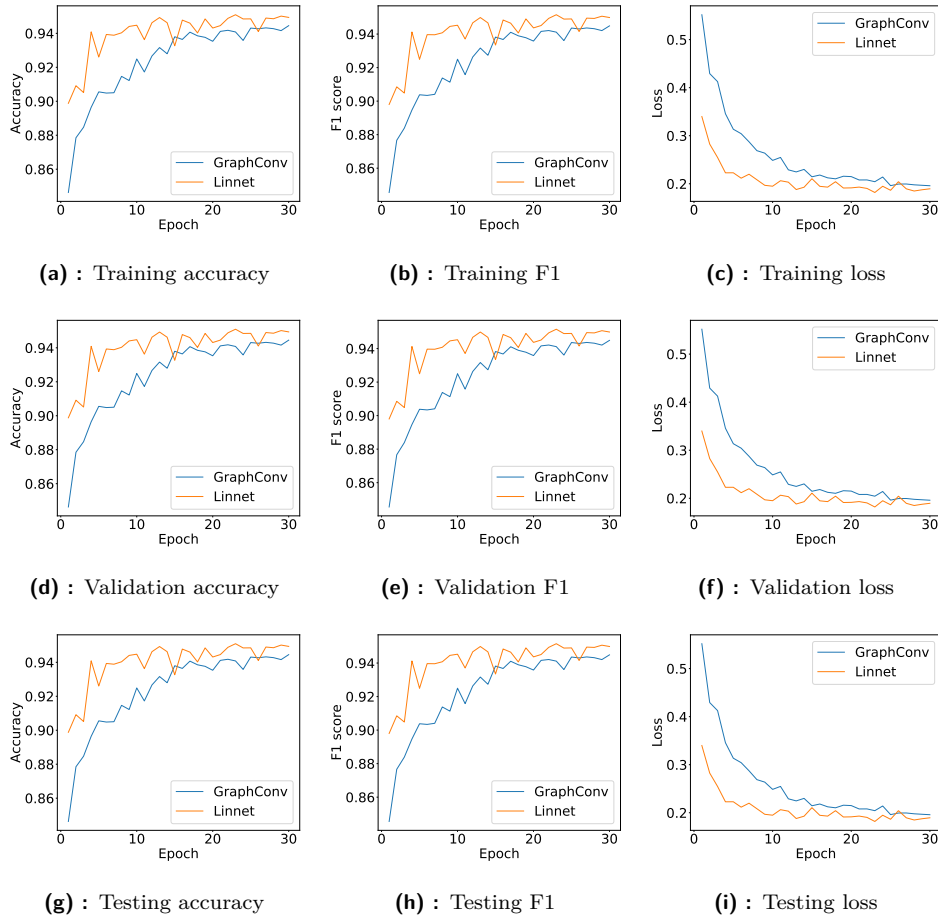 0.94
0.92
0.90
0.88
0.86
Accuracy
GraphConv
Linnet
0 10 20 30
Epoch
0.94
0.92
0.90
0.88
0.86
F1 score
GraphConv
Linnet
0 10 20 30
Epoch
0.5
0.4
0.3
0.2
Loss
GraphConv
Linnet
0 10 20 30
Epoch
(a) : Training accuracy
(b) : Training F1
(c) : Training loss
0.94
0.92
0.90
0.88
0.86
Accuracy
GraphConv
Linnet
0 10 20 30
Epoch
0.94
0.92
0.90
0.88
0.86
F1 score
GraphConv
Linnet
0 10 20 30
Epoch
0.5
0.4
0.3
0.2
Loss
GraphConv
Linnet
0 10 20 30
Epoch
(d) : Validation accuracy
(e) : Validation F1
(f) : Validation loss
0.94
0.92
0.90
0.88
0.86
Accuracy
GraphConv
Linnet
0 10 20 30
Epoch
0.94
0.92
0.90
0.88
0.86
F1 score
GraphConv
Linnet
0 10 20 30
Epoch
0.5
0.4
0.3
0.2
Loss
GraphConv
Linnet
0 10 20 30
Epoch
(g) : Testing accuracy
(h) : Testing F1
(i) : Testing loss